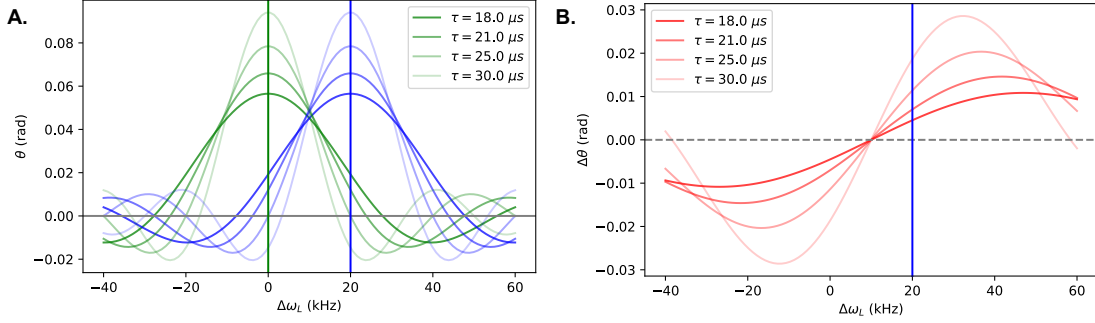 A.
θ (rad)
0.08
0.06
0.04
0.02
0.00
−0.02
−40 −20 0 20 40 60
Δω_L (kHz)
τ = 18.0 μs
τ = 21.0 μs
τ = 25.0 μs
τ = 30.0 μs
B.
Δθ (rad)
0.03
0.02
0.01
0.00
−0.01
−0.02
−0.03
−40 −20 0 20 40 60
Δω_L (kHz)
τ = 18.0 μs
τ = 21.0 μs
τ = 25.0 μs
τ = 30.0 μs